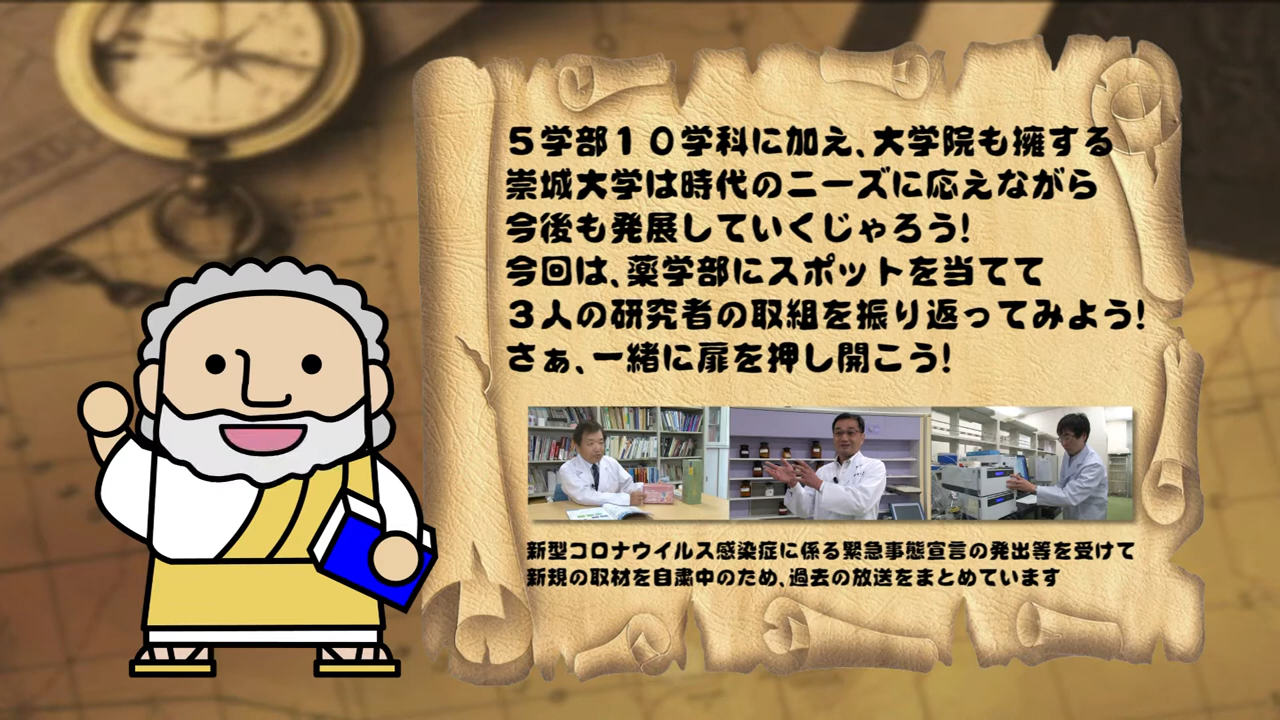 ５学部１０学科に加え、大学院も擁する
崇城大学は時代のニーズに応えながら
今後も発展していくじゃろう！
今回は、薬学部にスポットを当てて
３人の研究者の取組を振り返ってみよう！
さぁ、一緒に扉を押し開こう！
新型コロナウイルス感染症に係る緊急事態宣言の発出等を受けて
新規の取材を自粛中のため、過去の放送をまとめています